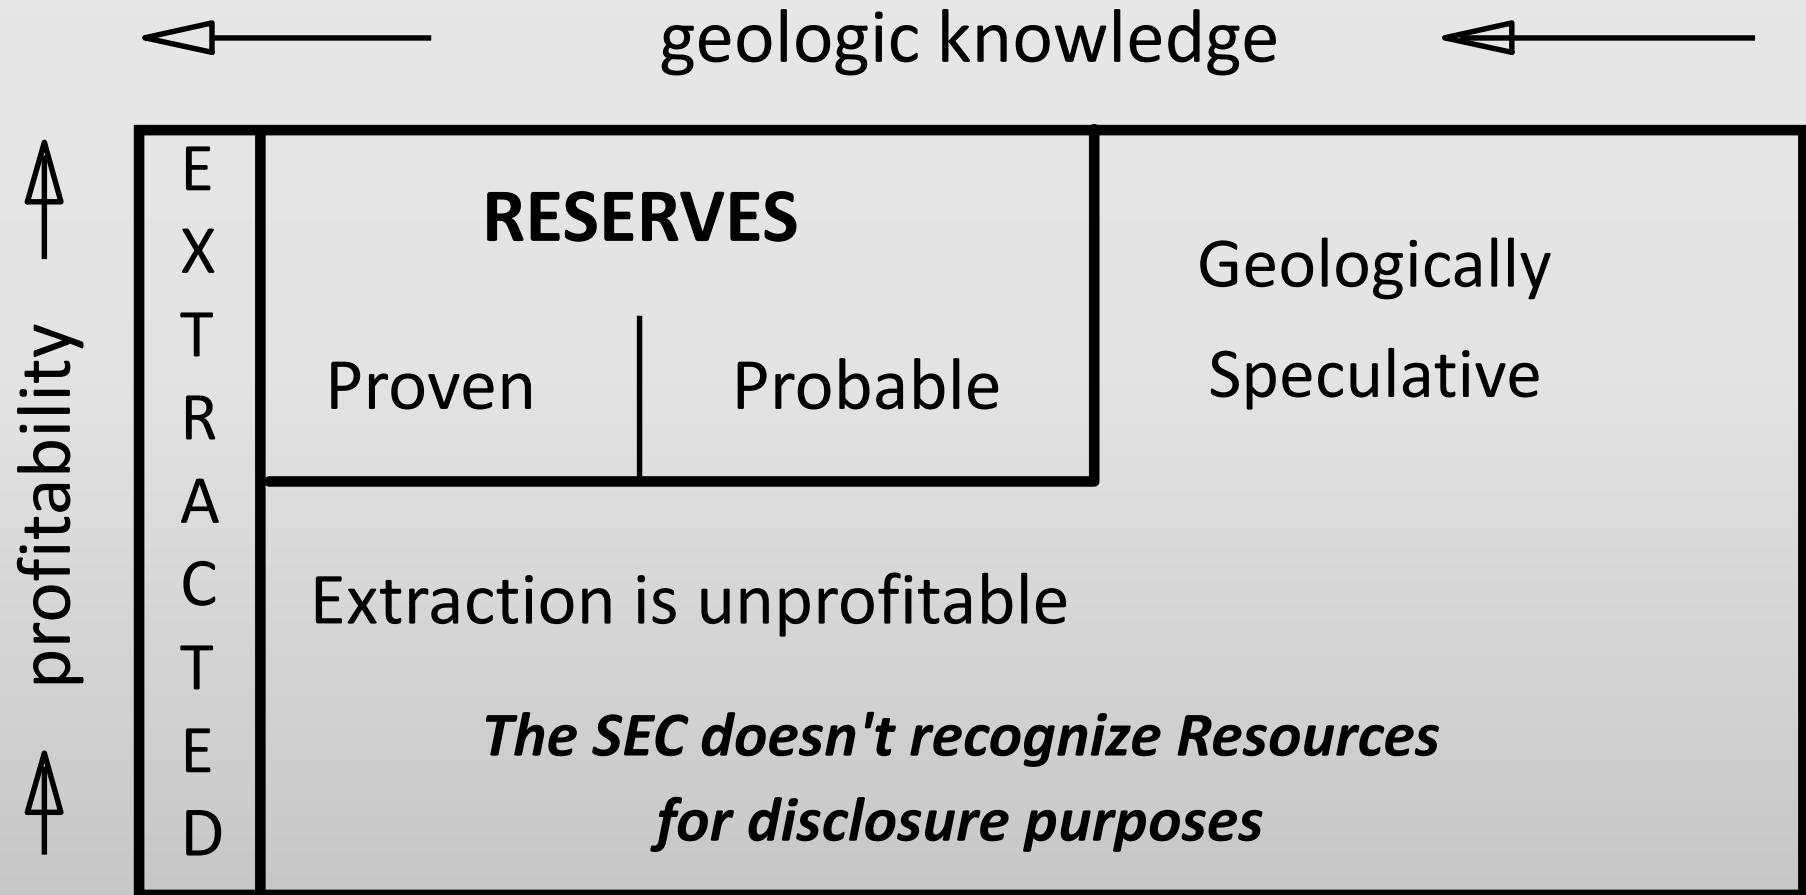 geologic knowledge
profitability
EXTRACTED
RESERVES
Proven
Probable
Geologically
Speculative
Extraction is unprofitable
The SEC doesn't recognize Resources
for disclosure purposes